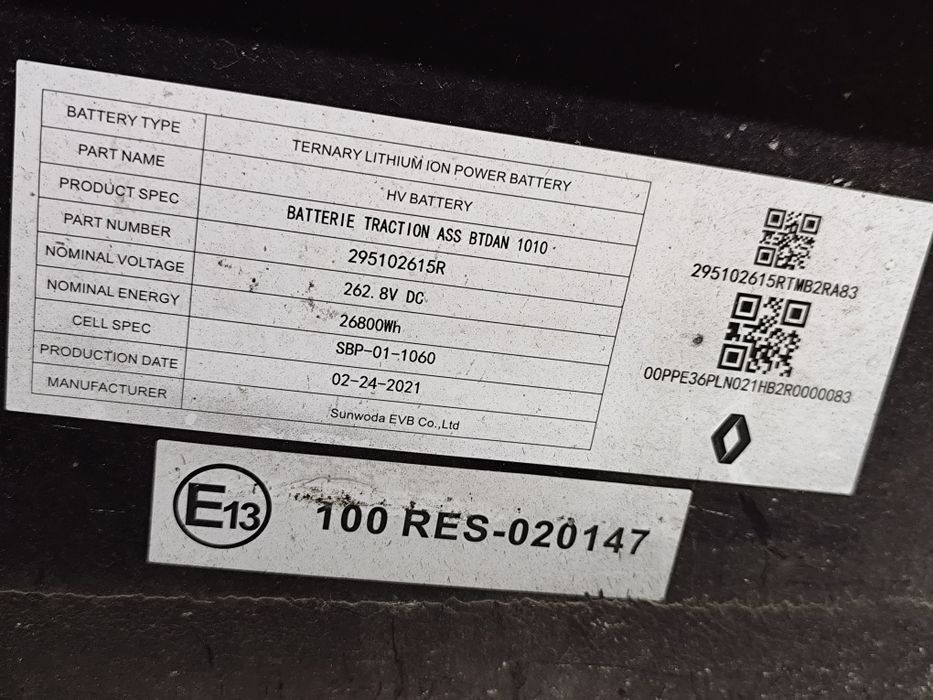 BATTERY TYPE TERNARY LITHIUM ION POWER BATTERY
PART NAME HV BATTERY
PRODUCT SPEC BATTERIE TRACTION ASS BTDAN 1010
PART NUMBER 295102615R
NOMINAL VOLTAGE 262.8V DC
NOMINAL ENERGY 26800Wh
CELL SPEC SBP-01-1060
PRODUCTION DATE 02-24-2021
MANUFACTURER Sunwoda EVB Co.,Ltd
295102615RTMB2RA83
00PPE36PLN021HB2R0000083
E13 100 RES-020147